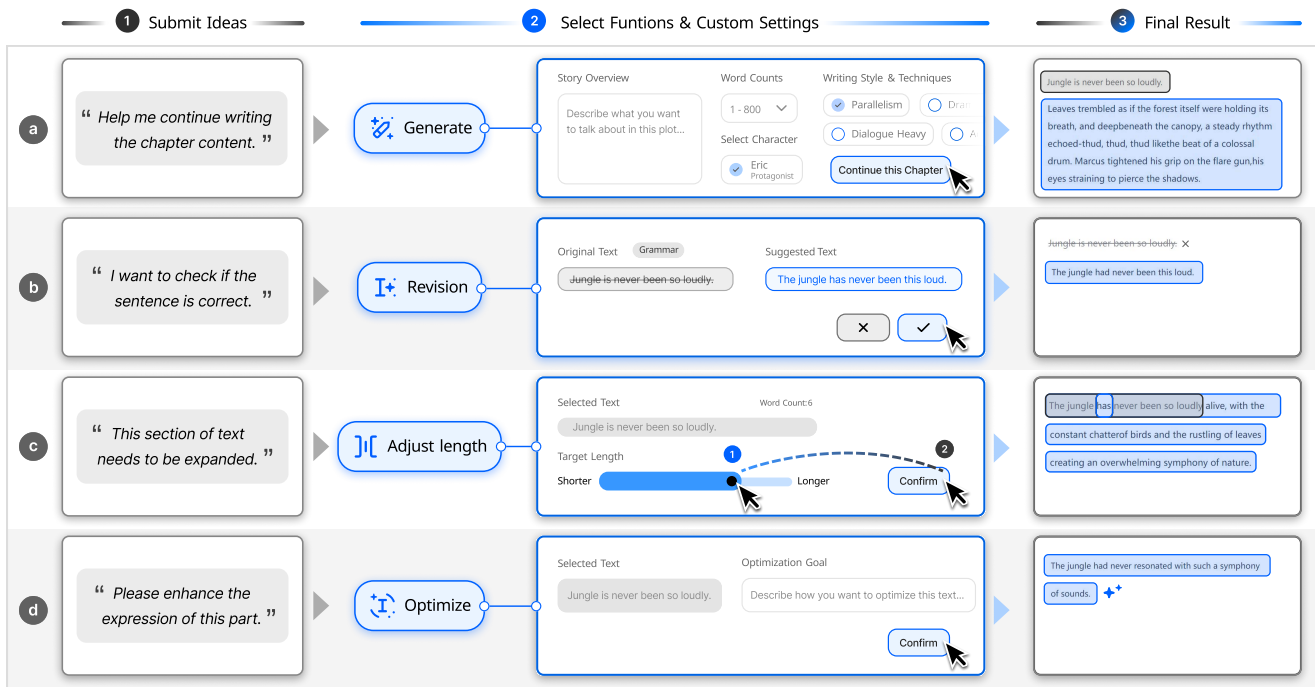 1 Submit Ideas
2 Select Funtions & Custom Settings
3 Final Result
a
“ Help me continue writing
the chapter content. ”
Generate
Story Overview
Describe what you want
to talk about in this plot...
Word Counts
1 - 800
Select Character
Eric
Protagonist
Writing Style & Techniques
Parallelism
Dialogue Heavy
Continue this Chapter
Jungle is never been so loudly.
Leaves trembled as if the forest itself were holding its
breath, and deepbeneath the canopy, a steady rhythm
echoed-thud, thud, thud likethe beat of a colossal
drum. Marcus tightened his grip on the flare gun,his
eyes straining to pierce the shadows.
b
“ I want to check if the
sentence is correct. ”
Revision
Original Text
Grammar
Jungle is never been so loudly.
Suggested Text
The jungle has never been this loud.
Jungle is never been so loudly.
The jungle had never been this loud.
c
“ This section of text
needs to be expanded. ”
Adjust length
Selected Text
Word Count:6
Jungle is never been so loudly.
Target Length
1
2
Shorter
Longer
Confirm
The jungle has never been so loudly alive, with the
constant chatterof birds and the rustling of leaves
creating an overwhelming symphony of nature.
d
“ Please enhance the
expression of this part. ”
Optimize
Selected Text
Jungle is never been so loudly.
Optimization Goal
Describe how you want to optimize this text...
Confirm
The jungle had never resonated with such a symphony
of sounds.